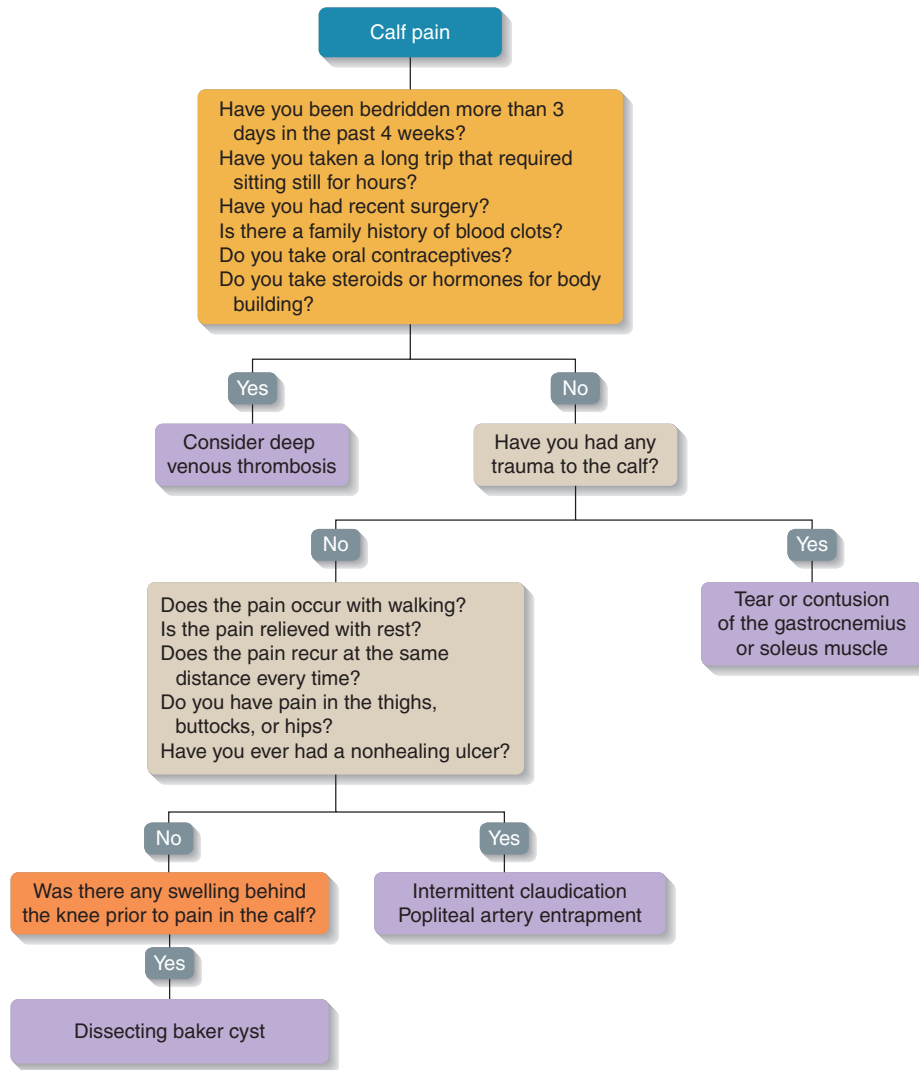 Calf pain
Have you been bedridden more than 3
days in the past 4 weeks?
Have you taken a long trip that required
sitting still for hours?
Have you had recent surgery?
Is there a family history of blood clots?
Do you take oral contraceptives?
Do you take steroids or hormones for body
building?
Yes
No
Consider deep
venous thrombosis
Have you had any
trauma to the calf?
No
Yes
Does the pain occur with walking?
Is the pain relieved with rest?
Does the pain recur at the same
distance every time?
Do you have pain in the thighs,
buttocks, or hips?
Have you ever had a nonhealing ulcer?
Tear or contusion
of the gastrocnemius
or soleus muscle
No
Yes
Was there any swelling behind
the knee prior to pain in the calf?
Intermittent claudication
Popliteal artery entrapment
Yes
Dissecting baker cyst